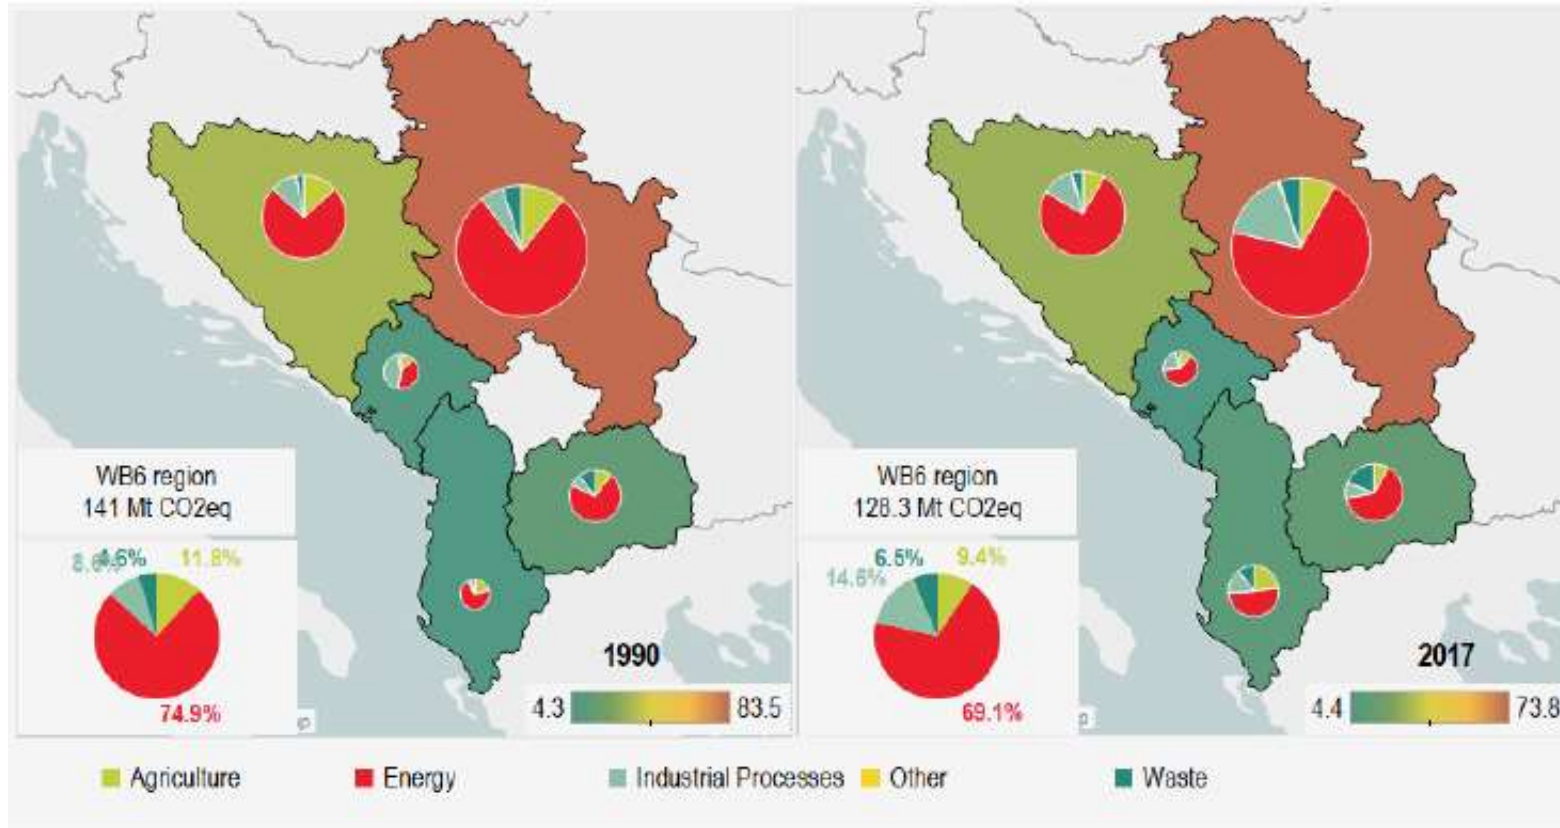 WB6 region
141 Mt CO2eq
4.6%
11.8%
74.9%
1990
4.3
83.5
WB6 region
128.3 Mt CO2eq
6.5%
9.4%
14.6%
69.1%
2017
4.4
73.8
Agriculture
Energy
Industrial Processes
Other
Waste